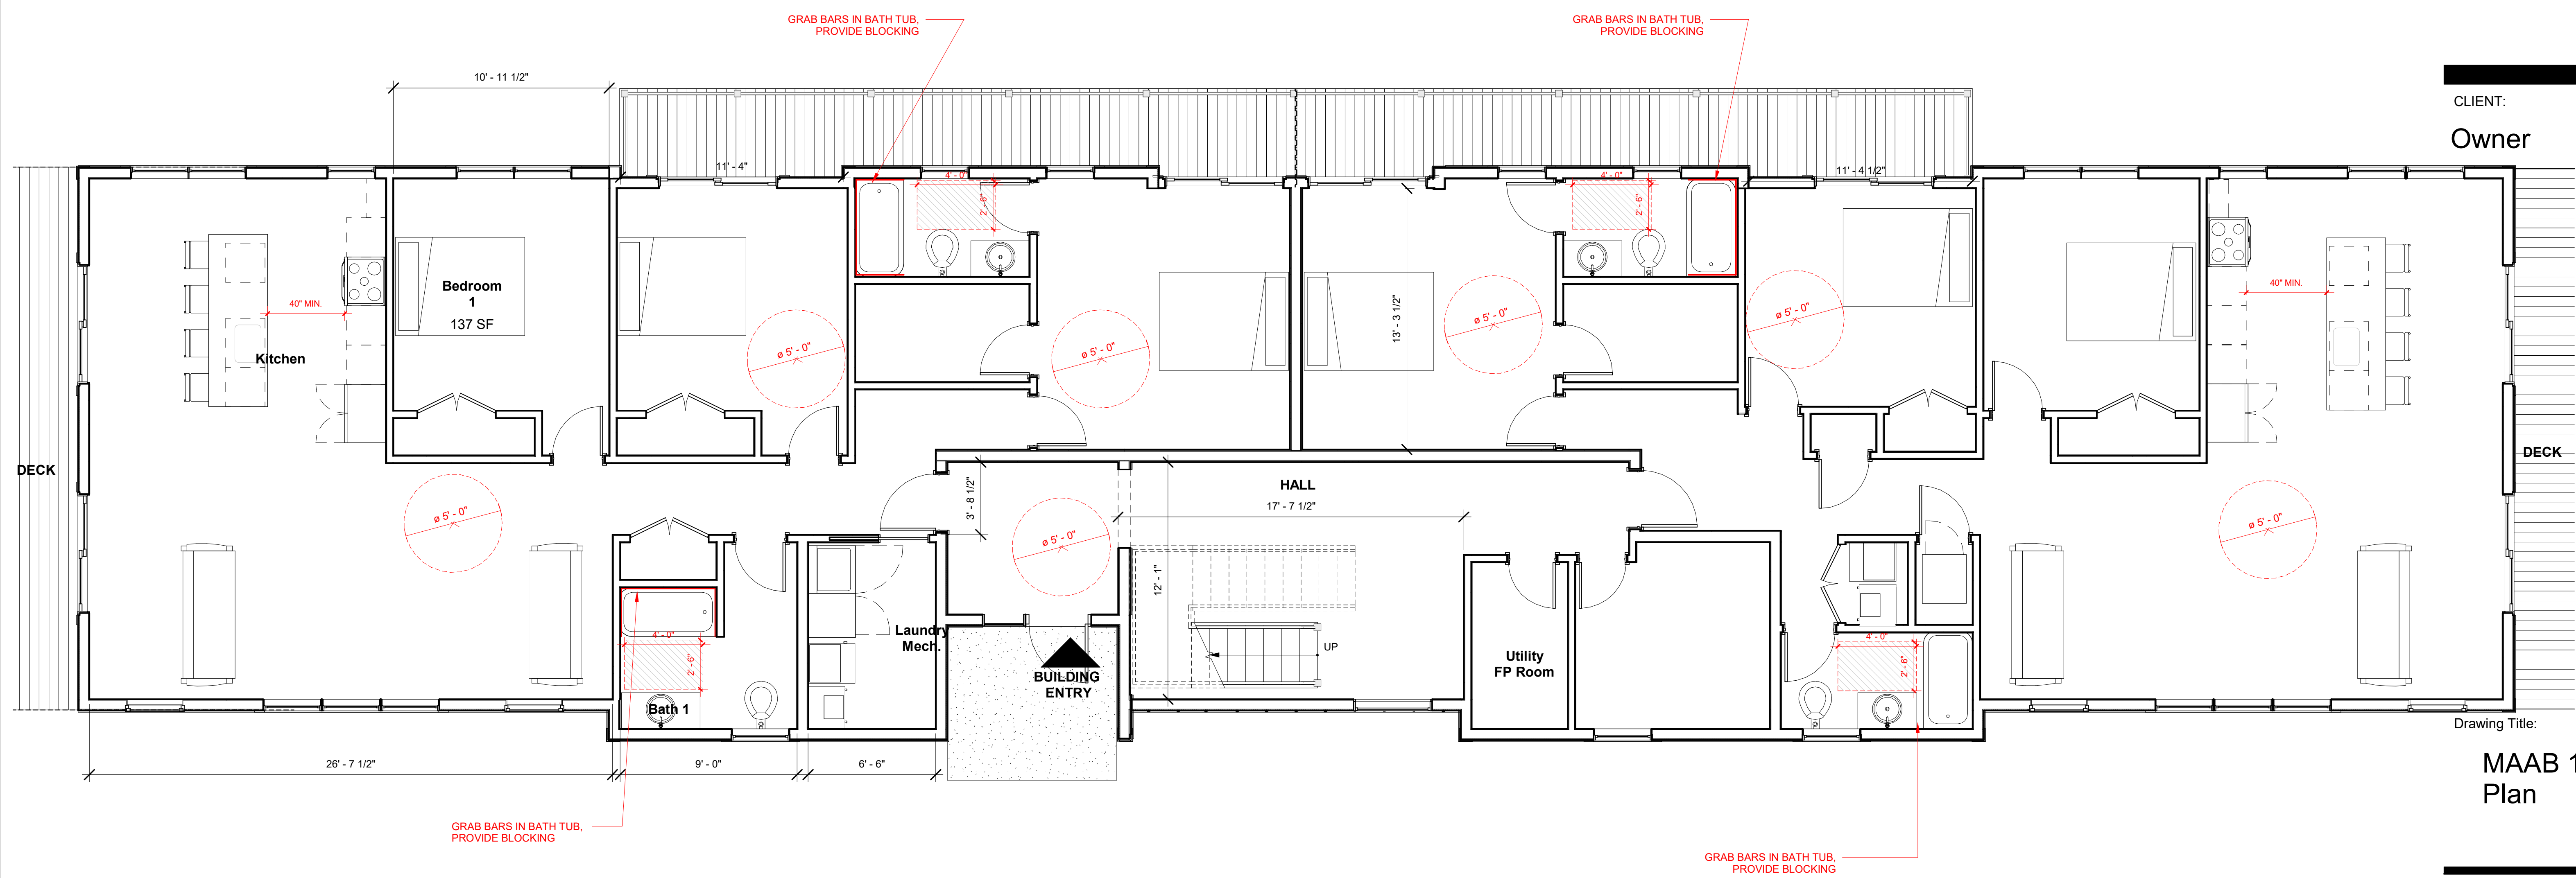 GRAB BARS IN BATH TUB,
PROVIDE BLOCKING
GRAB BARS IN BATH TUB,
PROVIDE BLOCKING
10' - 11 1/2"
CLIENT:
Owner
11' - 4"
4' - 0"
2' - 6"
4' - 0"
2' - 6"
11' - 4 1/2"
Bedroom
1
137 SF
40" MIN.
Kitchen
ø 5' - 0"
ø 5' - 0"
13' - 3 1/2"
ø 5' - 0"
ø 5' - 0"
40" MIN.
DECK
DECK
ø 5' - 0"
3' - 8 1/2"
HALL
17' - 7 1/2"
ø 5' - 0"
12' - 1"
ø 5' - 0"
4' - 0"
2' - 6"
Bath 1
Laundry
Mech.
BUILDING
ENTRY
UP
Utility
FP Room
4' - 0"
2' - 6"
Drawing Title:
MAAB 1
Plan
26' - 7 1/2"
9' - 0"
6' - 6"
GRAB BARS IN BATH TUB,
PROVIDE BLOCKING
GRAB BARS IN BATH TUB,
PROVIDE BLOCKING